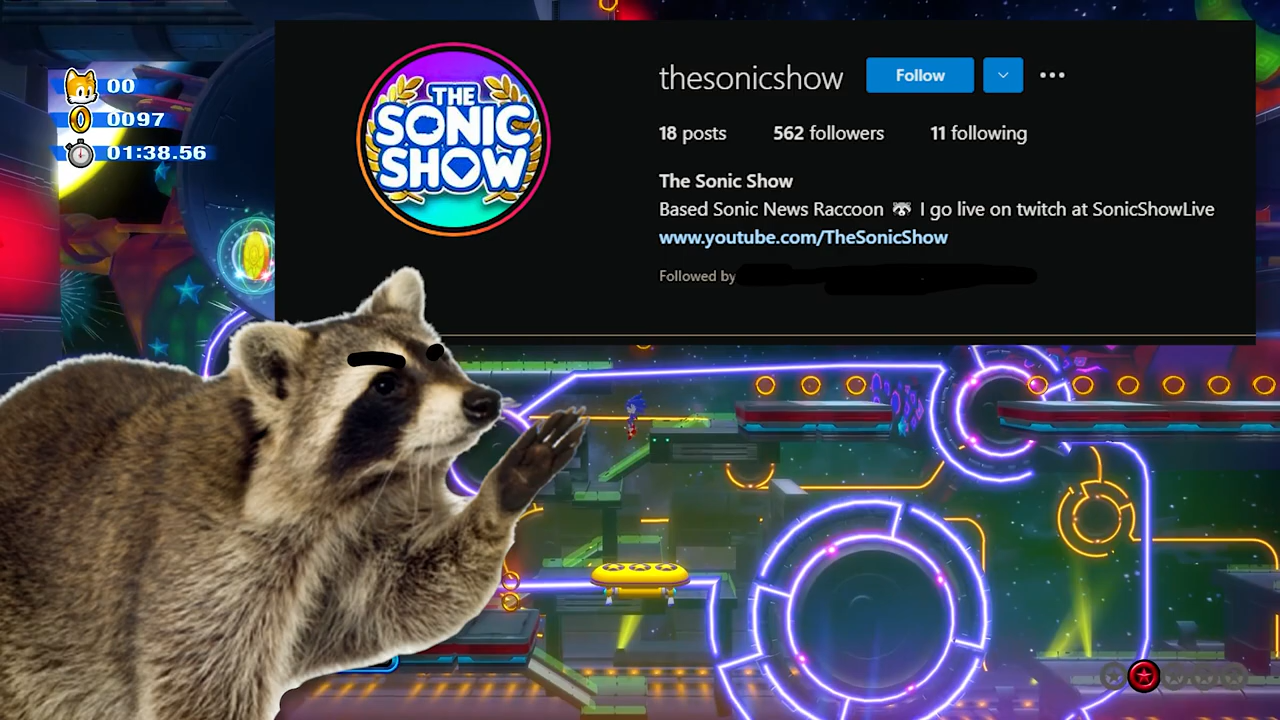 00
0097
01:38.56
THE
SONIC
SHOW
thesonicshow
Follow
18 posts 562 followers 11 following
The Sonic Show
Based Sonic News Raccoon 🦝 I go live on twitch at SonicShowLive
www.youtube.com/TheSonicShow
Followed by